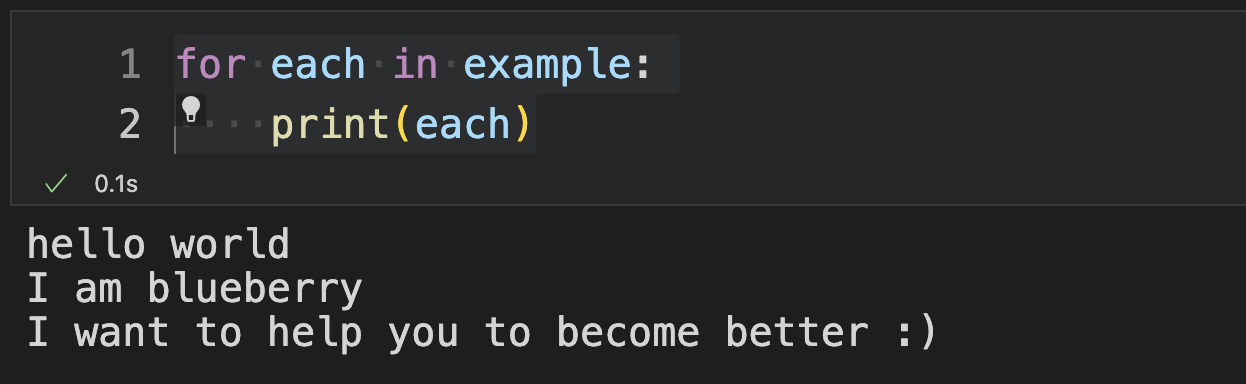 1 for each in example:
2     print(each)
0.1s
hello world
I am blueberry
I want to help you to become better :)